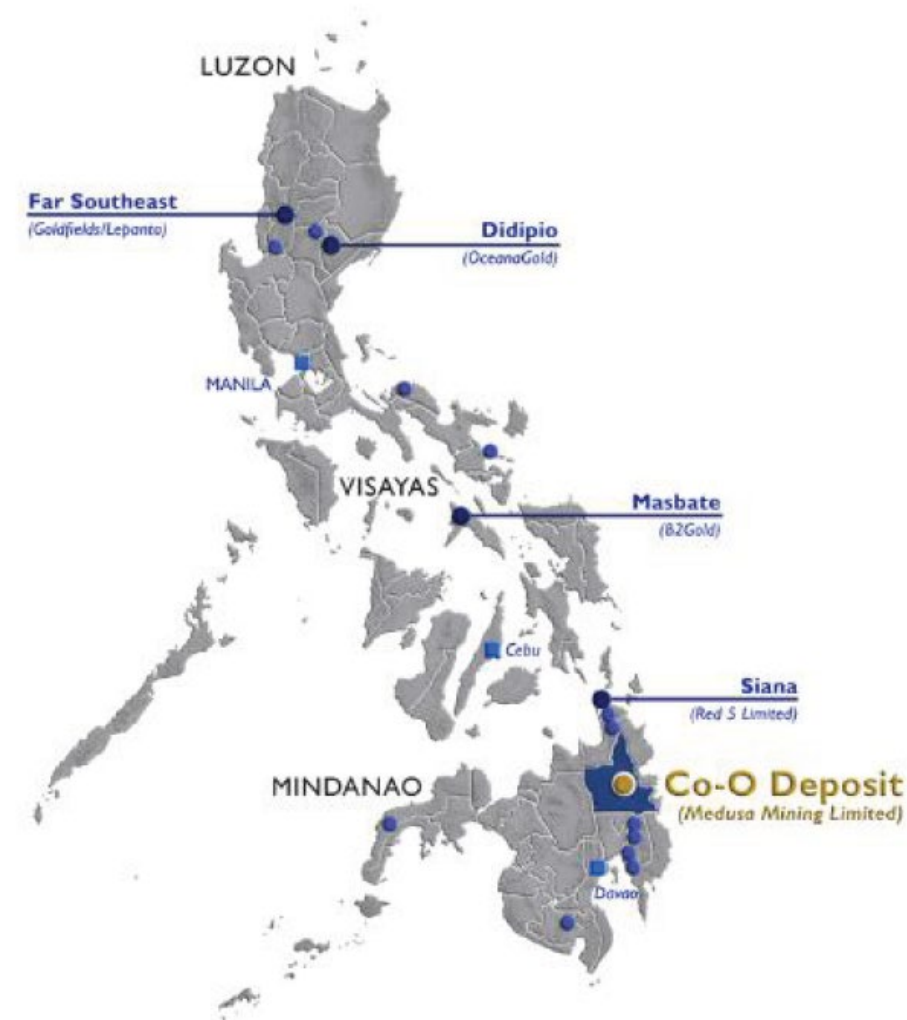 LUZON
Far Southeast
(Goldfields/Lepanto)
Didipio
(OceanaGold)
MANILA
VISAYAS
Masbate
(B2Gold)
Cebu
Siana
(Red 5 Limited)
MINDANAO
Co-O Deposit
(Medusa Mining Limited)
Davao